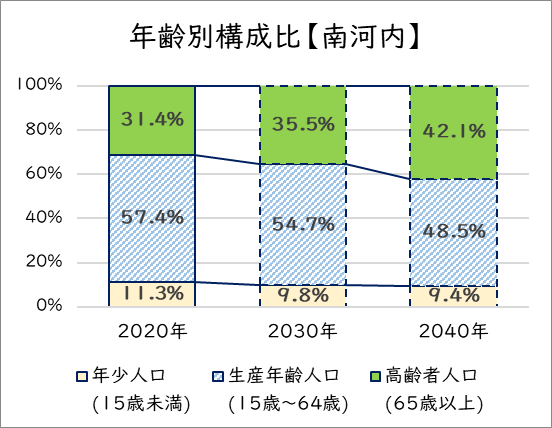 年齢別構成比【南河内】
100%
80%
60%
40%
20%
0%
31.4%
35.5%
42.1%
57.4%
54.7%
48.5%
11.3%
9.8%
9.4%
2020年
2030年
2040年
年少人口
(15歳未満)
生産年齢人口
(15歳～64歳)
高齢者人口
(65歳以上)